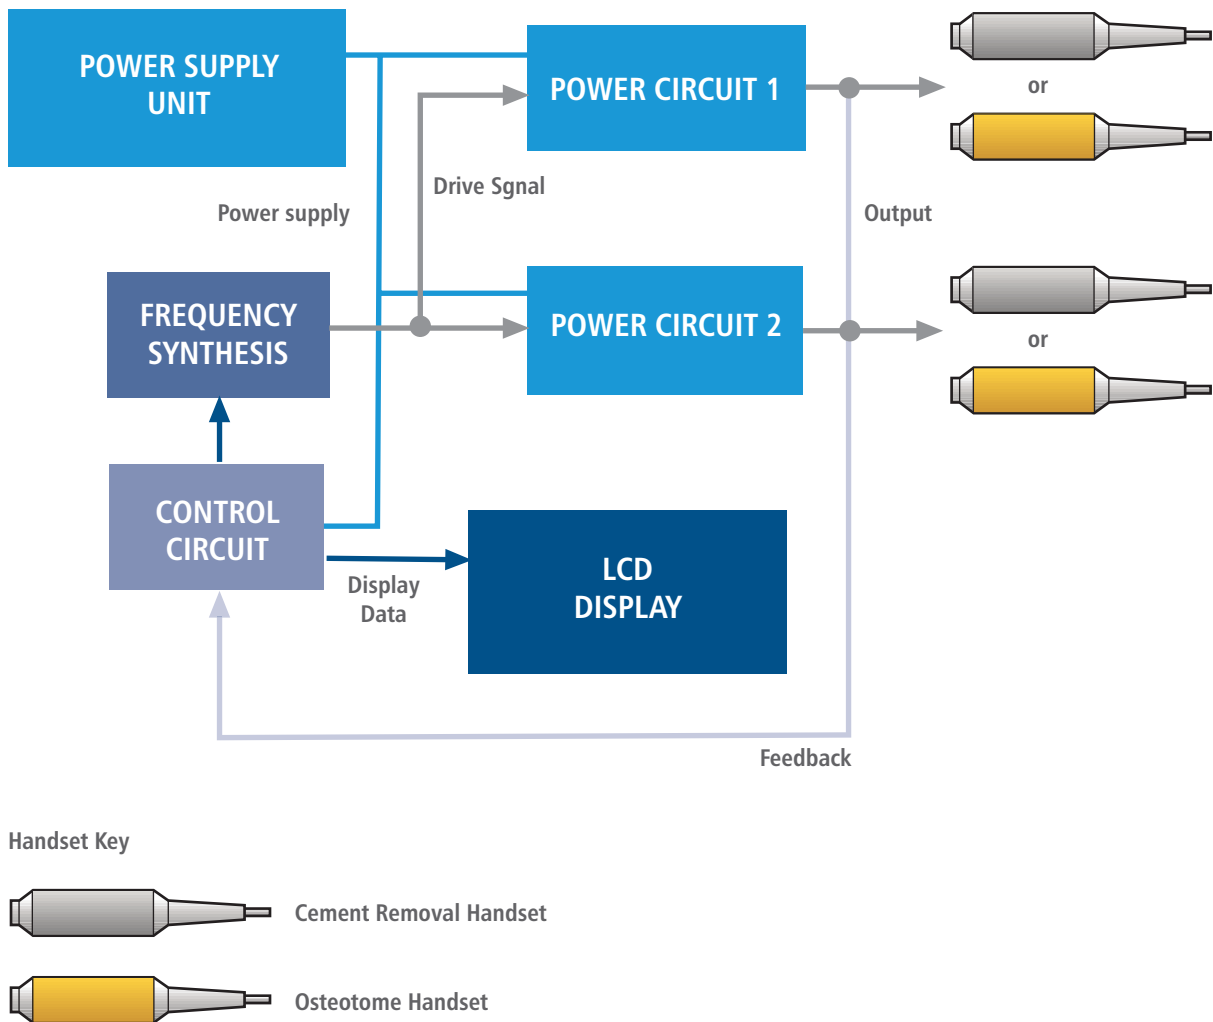 POWER SUPPLY
UNIT
POWER CIRCUIT 1
or
Drive Sgnal
Power supply
Output
FREQUENCY
SYNTHESIS
POWER CIRCUIT 2
or
CONTROL
CIRCUIT
LCD
DISPLAY
Display
Data
Feedback
Handset Key
Cement Removal Handset
Osteotome Handset